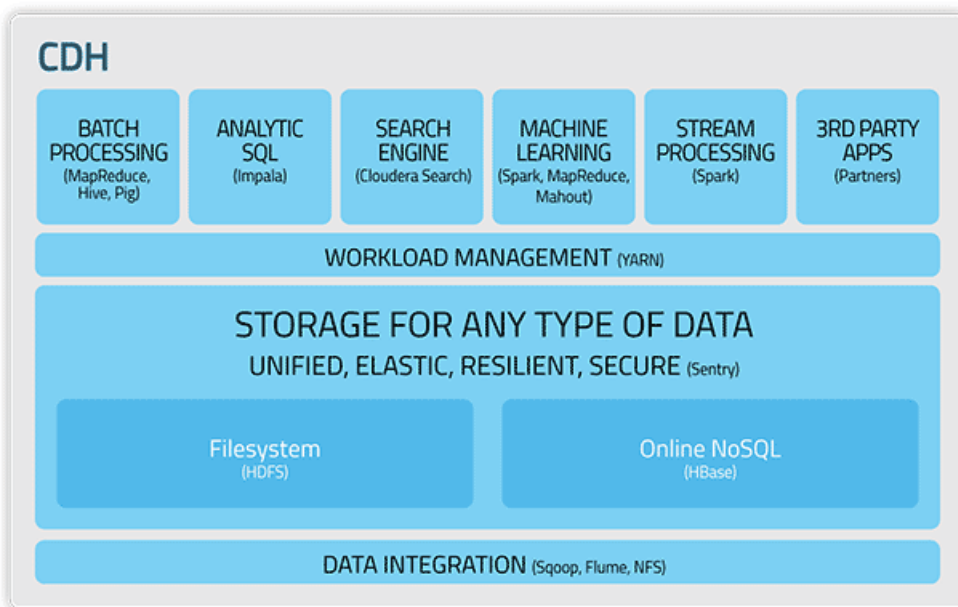 CDH
BATCH
PROCESSING
(MapReduce,
Hive, Pig)
ANALYTIC
SQL
(Impala)
SEARCH
ENGINE
(Cloudera Search)
MACHINE
LEARNING
(Spark, MapReduce,
Mahout)
STREAM
PROCESSING
(Spark)
3RD PARTY
APPS
(Partners)
WORKLOAD MANAGEMENT (YARN)
STORAGE FOR ANY TYPE OF DATA
UNIFIED, ELASTIC, RESILIENT, SECURE (Sentry)
Filesystem
(HDFS)
Online NoSQL
(HBase)
DATA INTEGRATION (Sqoop, Flume, NFS)